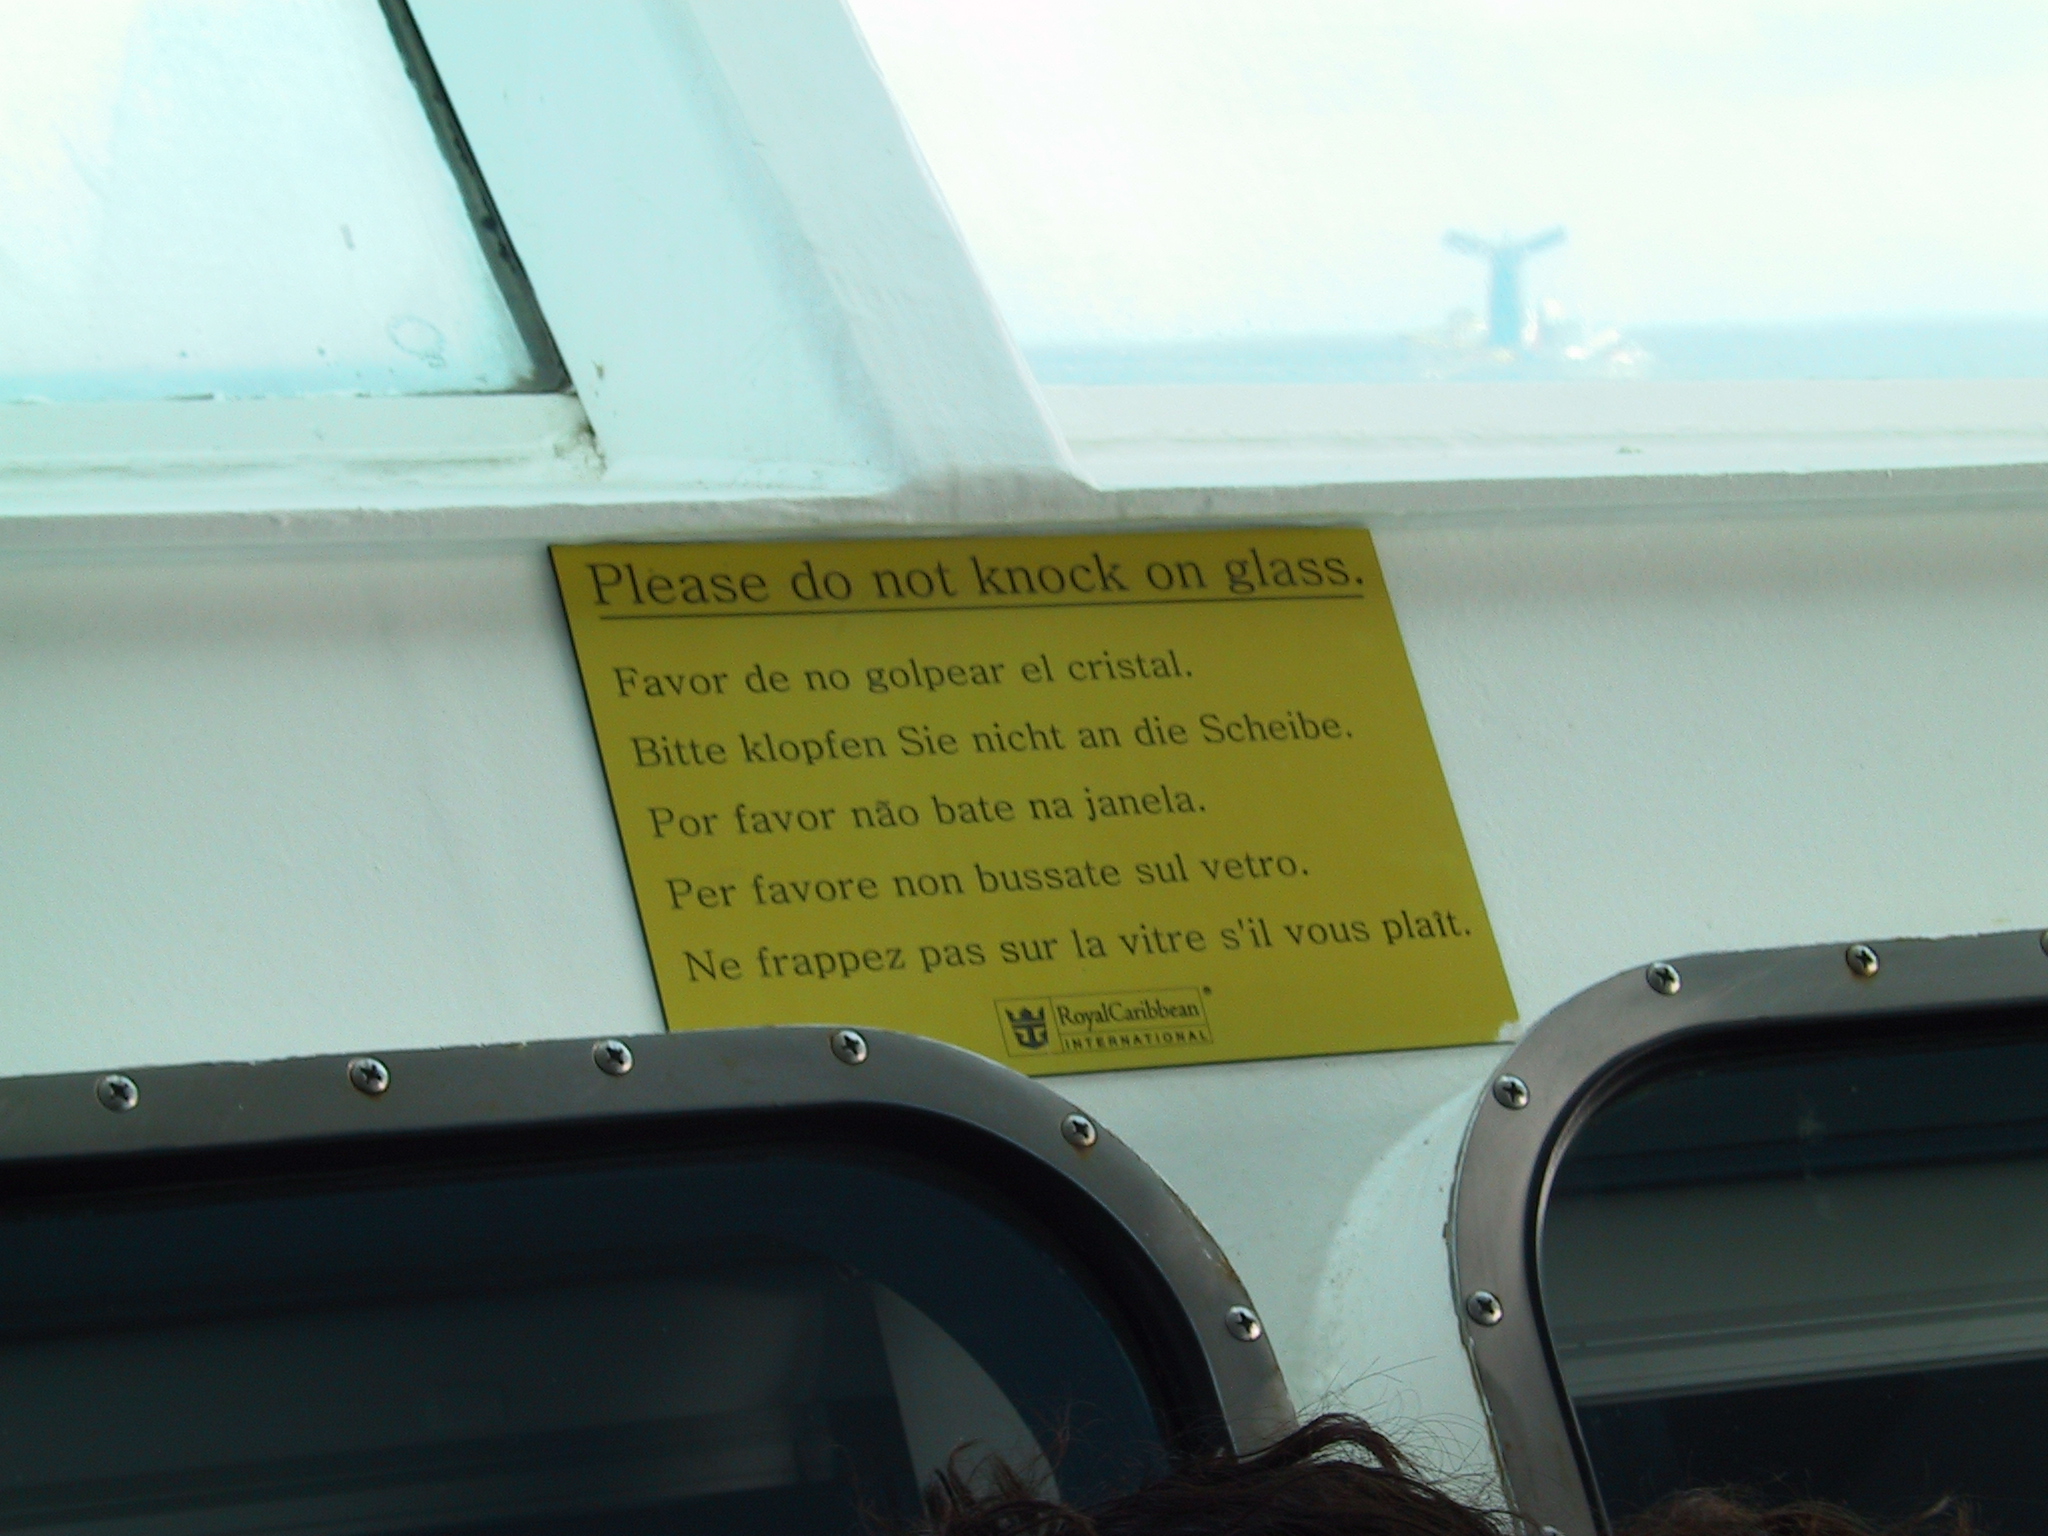 Please do not knock on glass.
Favor de no golpear el cristal.
Bitte klopfen Sie nicht an die Scheibe.
Por favor não bate na janela.
Per favore non bussate sul vetro.
Ne frappez pas sur la vitre s'il vous plaît.
RoyalCaribbean®
INTERNATIONAL